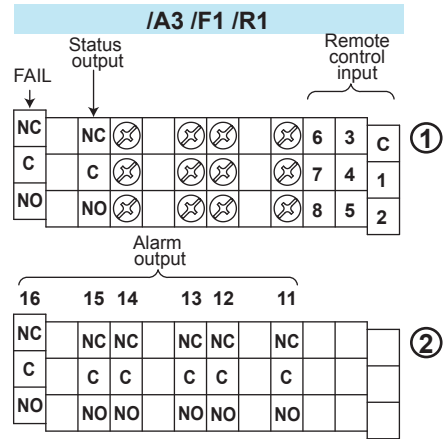 /A3 /F1 /R1
Status
output
Remote
control
input
FAIL
NC NC 6 3 C ①
C C 7 4 1
NO NO 8 5 2
Alarm
output
16 15 14 13 12 11
NC NC NC NC NC NC ②
C C C C C C
NO NO NO NO NO NO